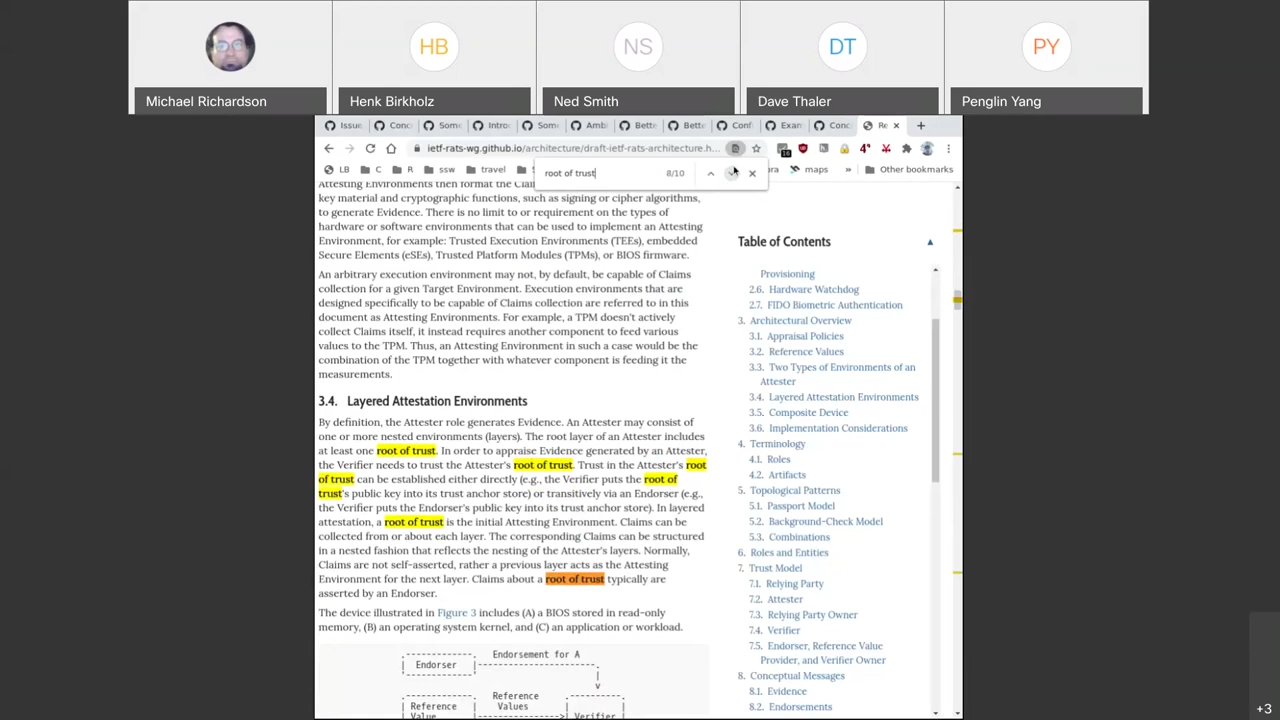 HB
NS
DT
PY
Michael Richardson
Henk Birkholz
Ned Smith
Dave Thaler
Penglin Yang
Issue
Conc
Some
Intro
Some
Ambi
Bette
Bette
Confi
Exam
Conc
Re
ietf-rats-wg.github.io/architecture/draft-ietf-rats-architecture.h...
LB
C
R
ssw
travel
maps
»
Other bookmarks
root of trust
8/10
Attesting Environments then format the Clai
key material and cryptographic functions, such as signing or cipher algorithms,
to generate Evidence. There is no limit to or requirement on the types of
hardware or software environments that can be used to implement an Attesting
Environment, for example: Trusted Execution Environments (TEEs), embedded
Secure Elements (eSEs), Trusted Platform Modules (TPMs), or BIOS firmware.
An arbitrary execution environment may not, by default, be capable of Claims
collection for a given Target Environment. Execution environments that are
designed specifically to be capable of Claims collection are referred to in this
document as Attesting Environments. For example, a TPM doesn't actively
collect Claims itself, it instead requires another component to feed various
values to the TPM. Thus, an Attesting Environment in such a case would be the
combination of the TPM together with whatever component is feeding it the
measurements.
3.4. Layered Attestation Environments
By definition, the Attester role generates Evidence. An Attester may consist of
one or more nested environments (layers). The root layer of an Attester includes
at least one root of trust. In order to appraise Evidence generated by an Attester,
the Verifier needs to trust the Attester's root of trust. Trust in the Attester's root
of trust can be established either directly (e.g., the Verifier puts the root of
trust's public key into its trust anchor store) or transitively via an Endorser (e.g.,
the Verifier puts the Endorser's public key into its trust anchor store). In layered
attestation, a root of trust is the initial Attesting Environment. Claims can be
collected from or about each layer. The corresponding Claims can be structured
in a nested fashion that reflects the nesting of the Attester's layers. Normally,
Claims are not self-asserted, rather a previous layer acts as the Attesting
Environment for the next layer. Claims about a root of trust typically are
asserted by an Endorser.
The device illustrated in Figure 3 includes (A) a BIOS stored in read-only
memory, (B) an operating system kernel, and (C) an application or workload.
Endorsement for A
Endorser
Reference
Reference
Values
Value
Verifier
Table of Contents
Provisioning
2.6. Hardware Watchdog
2.7. FIDO Biometric Authentication
3. Architectural Overview
3.1. Appraisal Policies
3.2. Reference Values
3.3. Two Types of Environments of an
Attester
3.4. Layered Attestation Environments
3.5. Composite Device
3.6. Implementation Considerations
4. Terminology
4.1. Roles
4.2. Artifacts
5. Topological Patterns
5.1. Passport Model
5.2. Background-Check Model
5.3. Combinations
6. Roles and Entities
7. Trust Model
7.1. Relying Party
7.2. Attester
7.3. Relying Party Owner
7.4. Verifier
7.5. Endorser, Reference Value
Provider, and Verifier Owner
8. Conceptual Messages
8.1. Evidence
8.2. Endorsements
+3